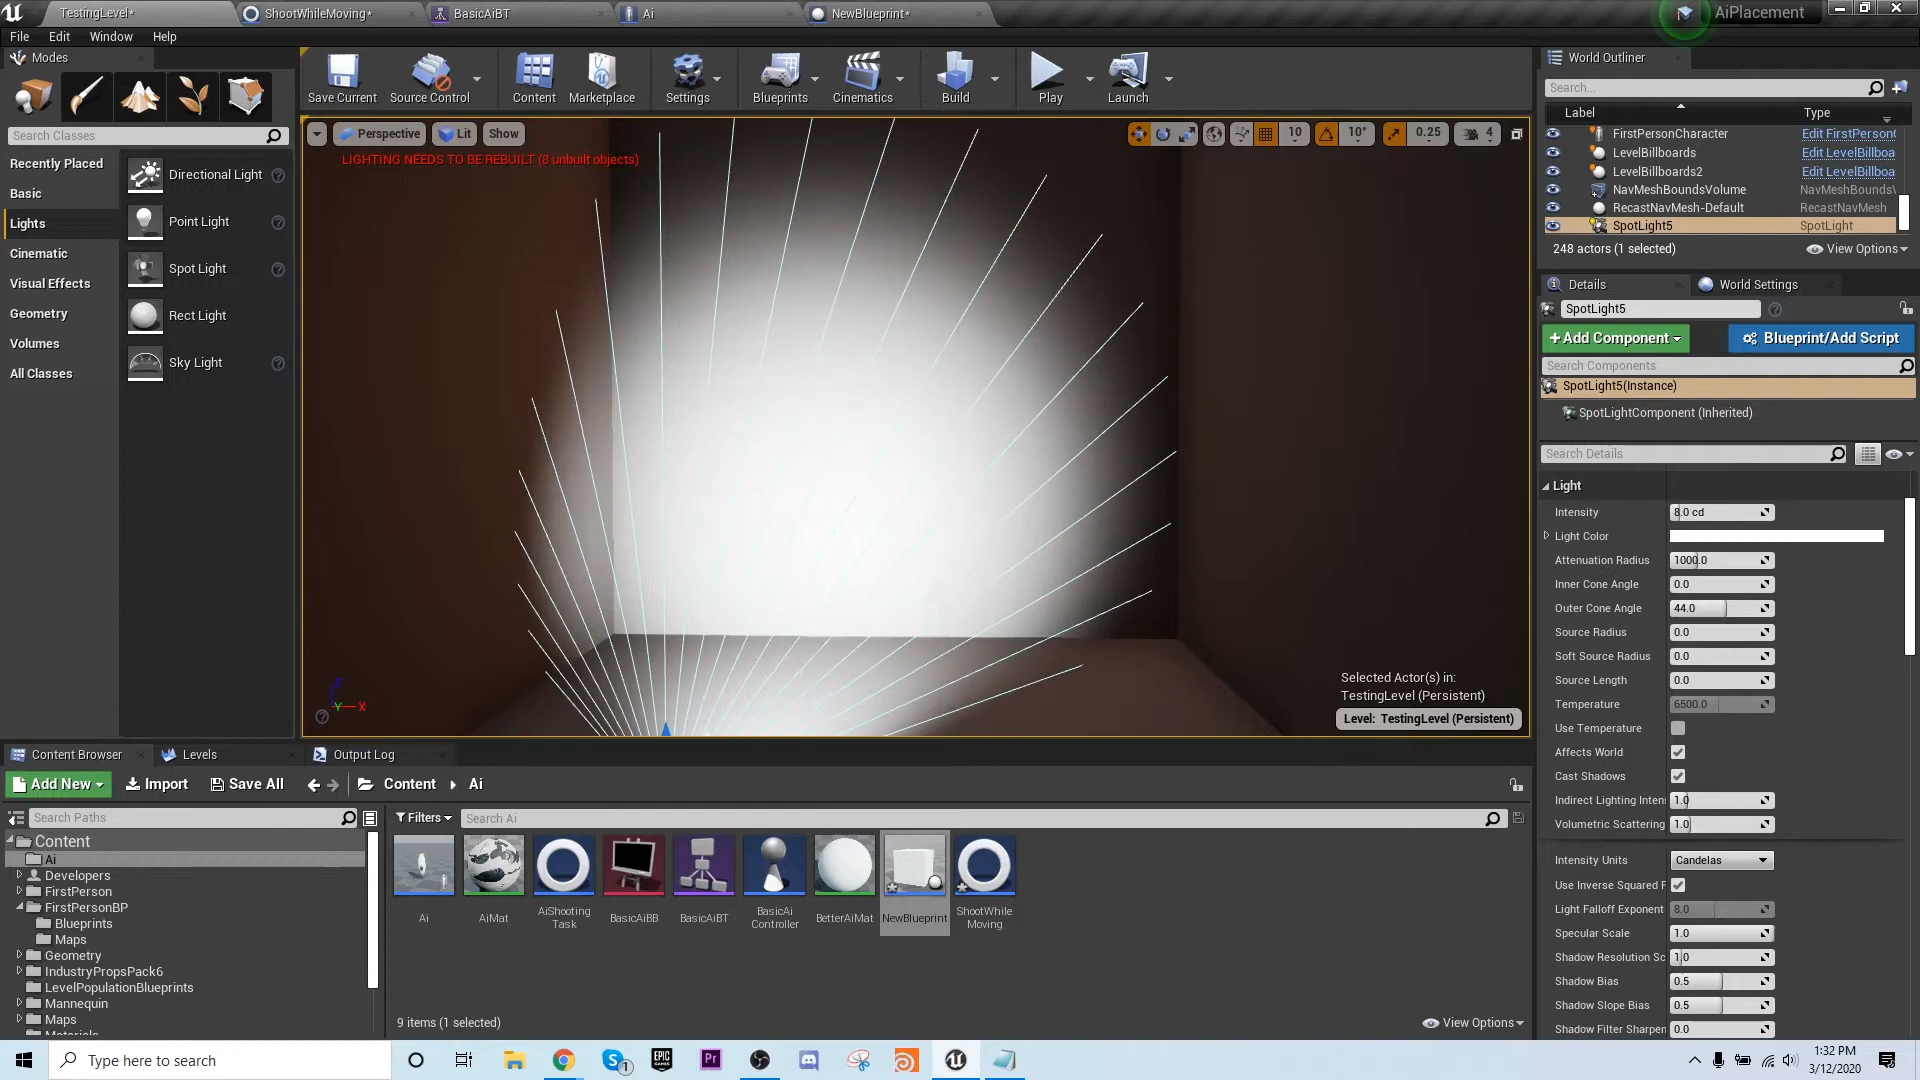 TestingLevel*
ShootWhileMoving*
BasicAiBT
Ai
NewBlueprint*
AiPlacement
File Edit Window Help
Modes
Search Classes
Recently Placed
Basic
Lights
Cinematic
Visual Effects
Geometry
Volumes
All Classes
Directional Light
Point Light
Spot Light
Rect Light
Sky Light
Save Current
Source Control
Content
Marketplace
Settings
Blueprints
Cinematics
Build
Play
Launch
Perspective Lit Show
10 10° 0.25 4
LIGHTING NEEDS TO BE REBUILT (8 unbuilt objects)
Selected Actor(s) in:
TestingLevel (Persistent)
Level: TestingLevel (Persistent)
World Outliner
Search...
Label Type
FirstPersonCharacter Edit FirstPerson(
LevelBillboards Edit LevelBillboa
LevelBillboards2 Edit LevelBillboa
NavMeshBoundsVolume NavMeshBoundsV
RecastNavMesh-Default RecastNavMesh
SpotLight5 SpotLight
248 actors (1 selected) View Options
Details World Settings
SpotLight5
+Add Component
Blueprint/Add Script
Search Components
SpotLight5(Instance)
SpotLightComponent (Inherited)
Search Details
Light
Intensity 8.0 cd
Light Color
Attenuation Radius 1000.0
Inner Cone Angle 0.0
Outer Cone Angle 44.0
Source Radius 0.0
Soft Source Radius 0.0
Source Length 0.0
Temperature 6500.0
Use Temperature
Affects World
Cast Shadows
Indirect Lighting Inten 1.0
Volumetric Scattering 1.0
Intensity Units Candelas
Use Inverse Squared F
Light Falloff Exponent 8.0
Specular Scale 1.0
Shadow Resolution Sc 1.0
Shadow Bias 0.5
Shadow Slope Bias 0.5
Shadow Filter Sharpen 0.0
Content Browser Levels Output Log
Add New Import Save All Content Ai
Search Paths
Filters Search Ai
Content
Ai
Developers
FirstPerson
FirstPersonBP
Blueprints
Maps
Geometry
IndustryPropsPack6
LevelPopulationBlueprints
Mannequin
Maps
Materials
Ai
AiMat
AiShooting
Task
BasicAiBB
BasicAiBT
BasicAi
Controller
BetterAiMat
NewBlueprint
ShootWhile
Moving
9 items (1 selected)
View Options
Type here to search
1:32 PM
3/12/2020